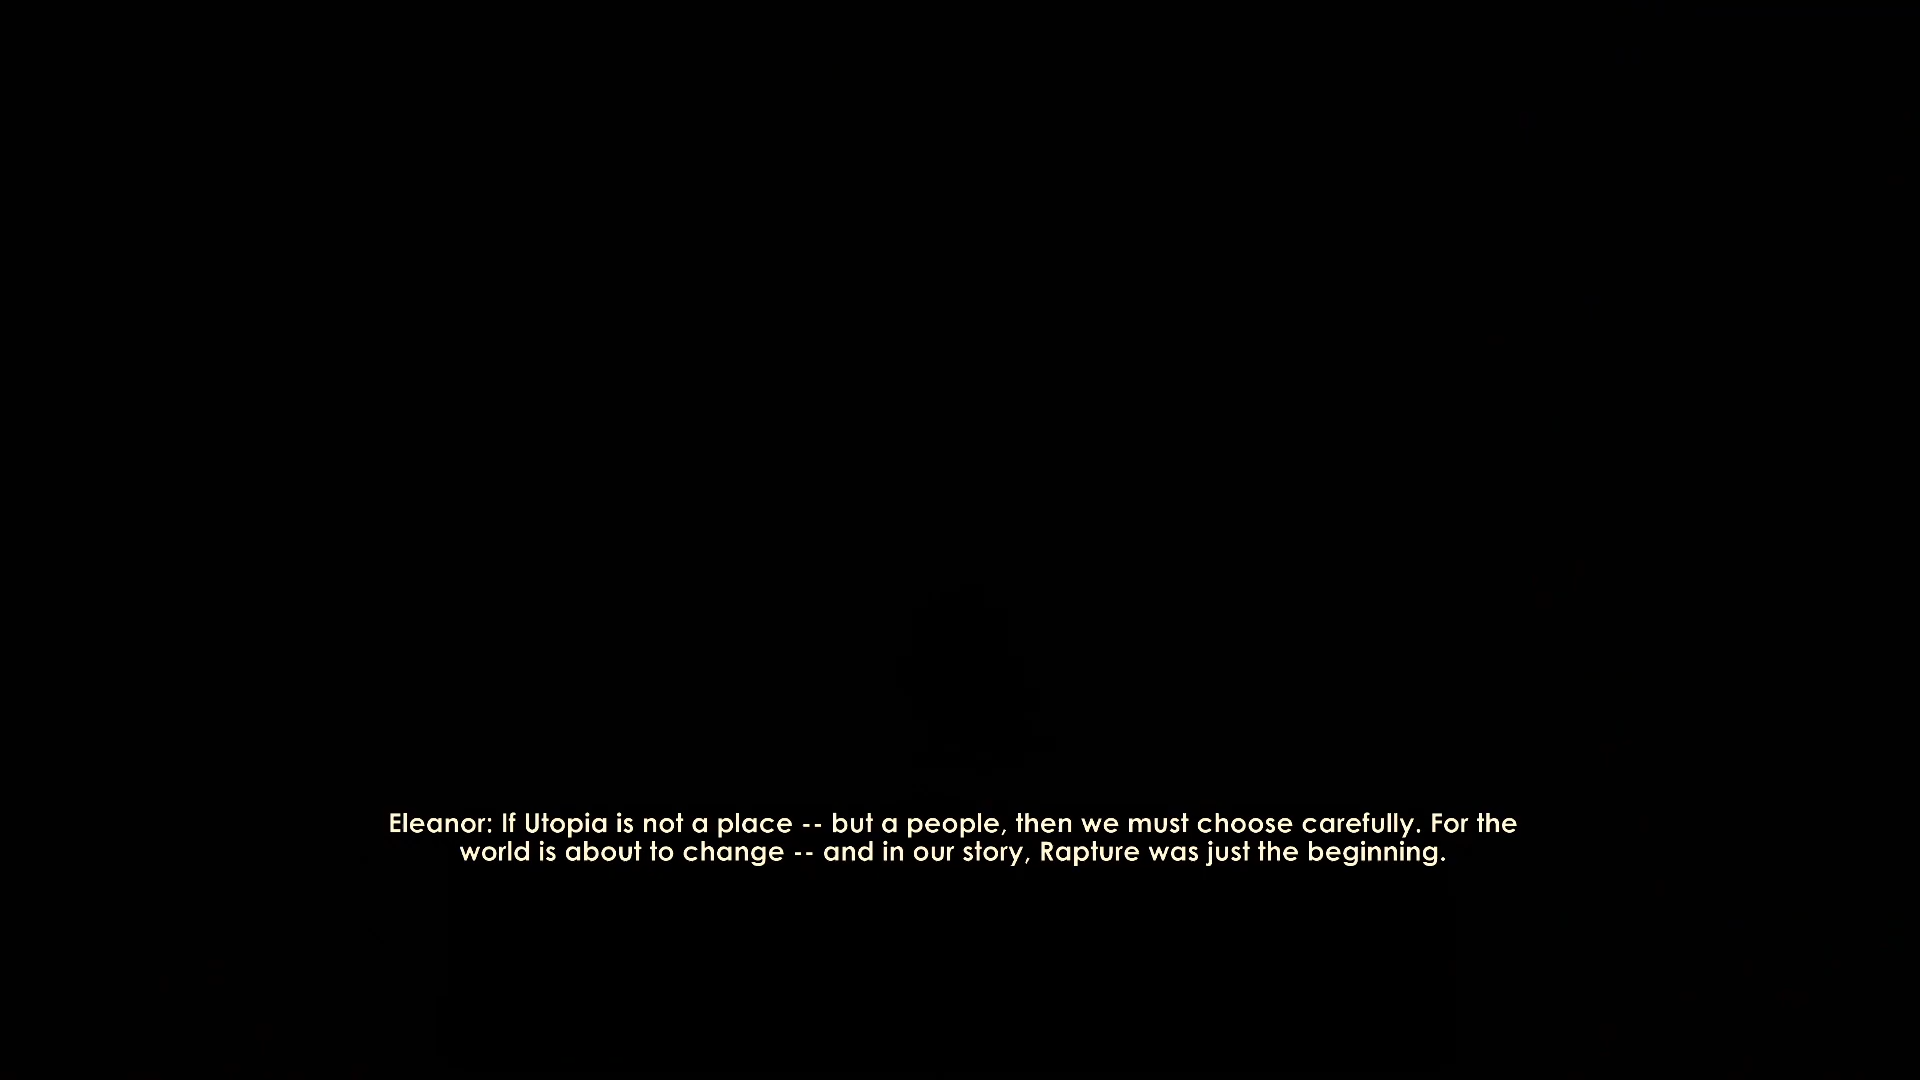 Eleanor: If Utopia is not a place -- but a people, then we must choose carefully. For the
world is about to change -- and in our story, Rapture was just the beginning.